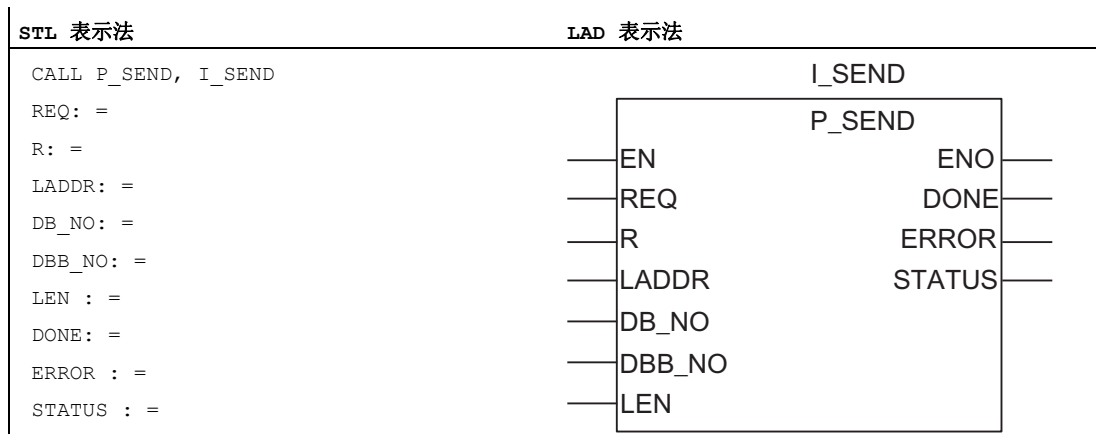 STL 表示法
CALL P_SEND, I_SEND
REQ: =
R: =
LADDR: =
DB_NO: =
DBB_NO: =
LEN : =
DONE: =
ERROR : =
STATUS : =
LAD 表示法
I_SEND
P_SEND
EN ENO
REQ DONE
R ERROR
LADDR STATUS
DB_NO
DBB_NO
LEN